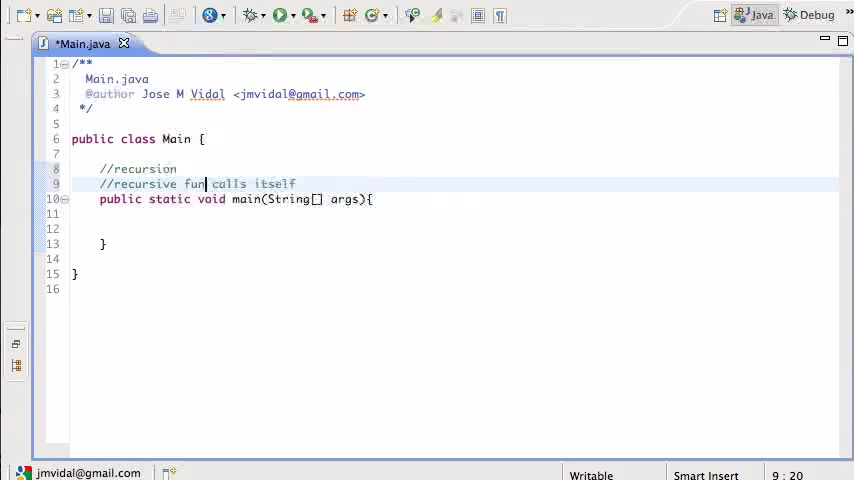 Java
Debug
*Main.java
1 /**
2 Main.java
3 @author Jose M Vidal <jmvidal@gmail.com>
4 */
5
6 public class Main {
7
8 //recursion
9 //recursive fun calls itself
10 public static void main(String[] args){
11
12
13 }
14
15 }
16
jmvidal@gmail.com
Writable
Smart Insert
9 : 20